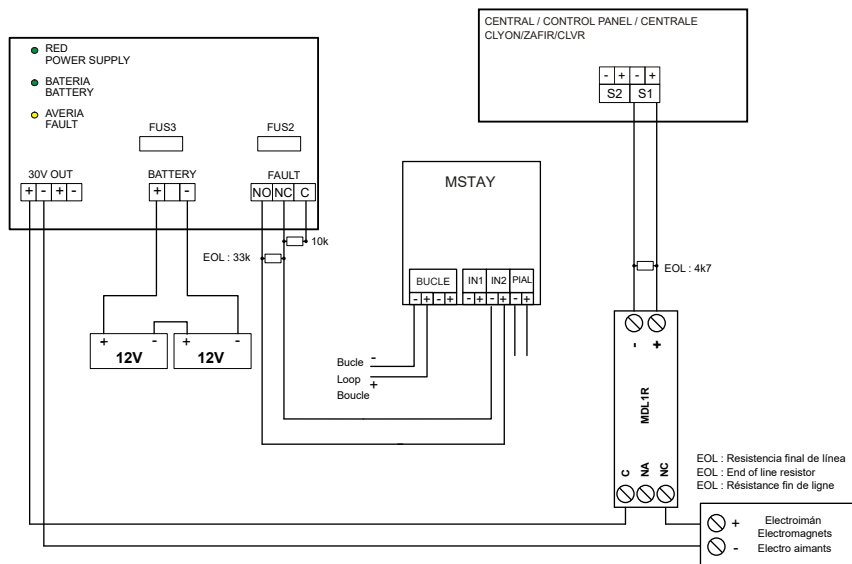 CENTRAL / CONTROL PANEL / CENTRALE
CLYON/ZAFIR/CLVR
- + - +
S2 S1
RED
POWER SUPPLY
BATERIA
BATTERY
AVERIA
FAULT
FUS3
FUS2
30V OUT
+ - + -
BATTERY
+ -
FAULT
NO NC C
10k
EOL : 33k
MSTAY
BUCLE
- + - +
IN1
- +
IN2
- +
PIAL
- +
EOL : 4k7
+ -
12V
+ -
12V
Bucle -
Loop
+
Boucle
- +
MDL1R
C NA NC
EOL : Resistencia final de línea
EOL : End of line resistor
EOL : Résistance fin de ligne
+
-
Electroimán
Electromagnets
Electro aimants